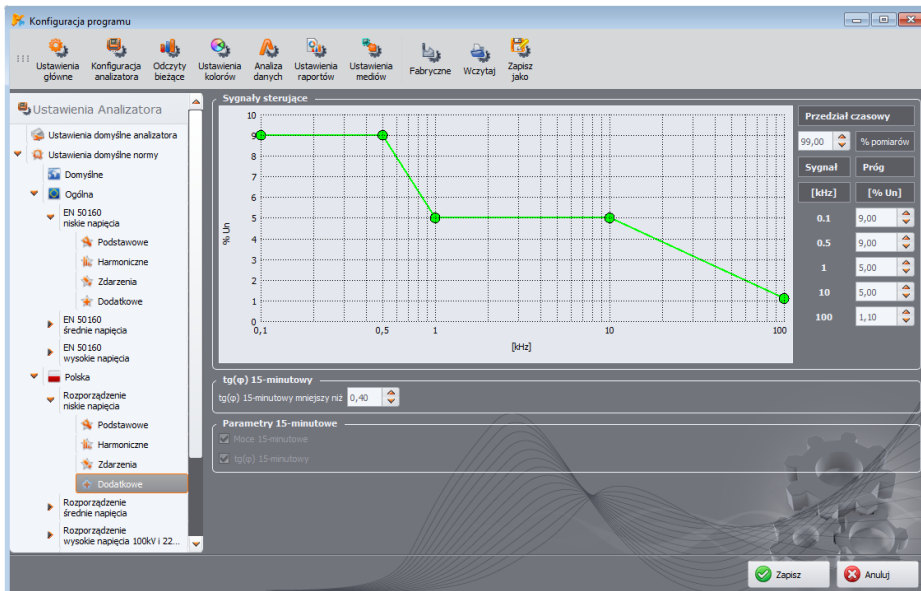 Konfiguracja programu
Ustawienia główne
Konfiguracja analizatora
Odczyty bieżące
Ustawienia kolorów
Analiza danych
Ustawienia raportów
Ustawienia mediów
Fabryczne
Wczytaj
Zapisz jako
Ustawienia Analizatora
Ustawienia domyślne analizatora
Ustawienia domyślne normy
Domyślne
Ogólna
EN 50160
niskie napięcia
Podstawowe
Harmoniczne
Zdarzenia
Dodatkowe
EN 50160
średnie napięcia
EN 50160
wysokie napięcia
Polska
Rozporządzenie
niskie napięcia
Podstawowe
Harmoniczne
Zdarzenia
Dodatkowe
Rozporządzenie
średnie napięcia
Rozporządzenie
wysokie napięcia 100kV i 22...
Sygnały sterujące
% Un
10
9
8
7
6
5
4
3
2
1
0
0,1 0,5 1 10 100
[kHz]
Przedział czasowy
99,00 % pomiarów
Sygnał Próg
[kHz] [% Un]
0.1 9,00
0.5 9,00
1 5,00
10 5,00
100 1,10
tg(φ) 15-minutowy
tg(φ) 15-minutowy mniejszy niż 0,40
Parametry 15-minutowe
Moce 15-minutowe
tg(φ) 15-minutowy
Zapisz
Anuluj